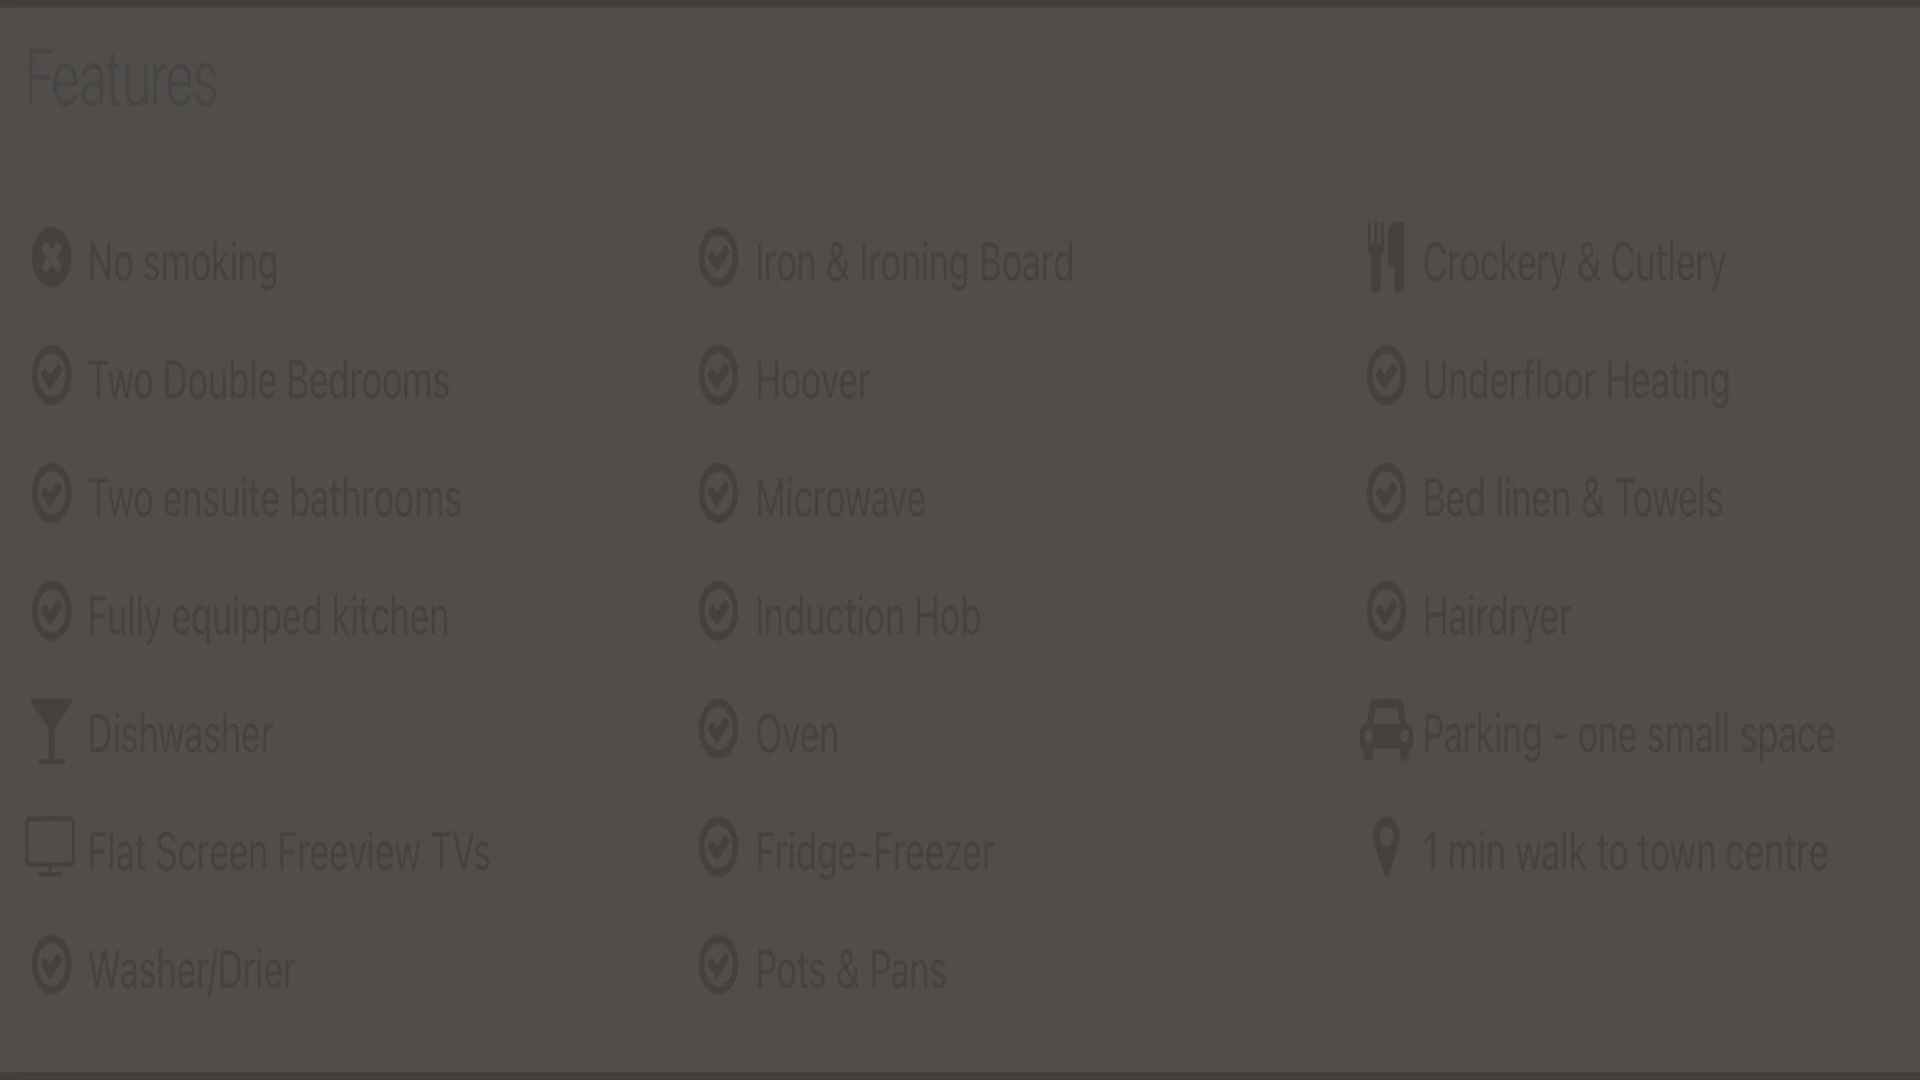 Features
No smoking
Two Double Bedrooms
Two ensuite bathrooms
Fully equipped kitchen
Dishwasher
Flat Screen Freeview TVs
Washer/Drier
Iron & Ironing Board
Hoover
Microwave
Induction Hob
Oven
Fridge-Freezer
Pots & Pans
Crockery & Cutlery
Underfloor Heating
Bed linen & Towels
Hairdryer
Parking - one small space
1 min walk to town centre